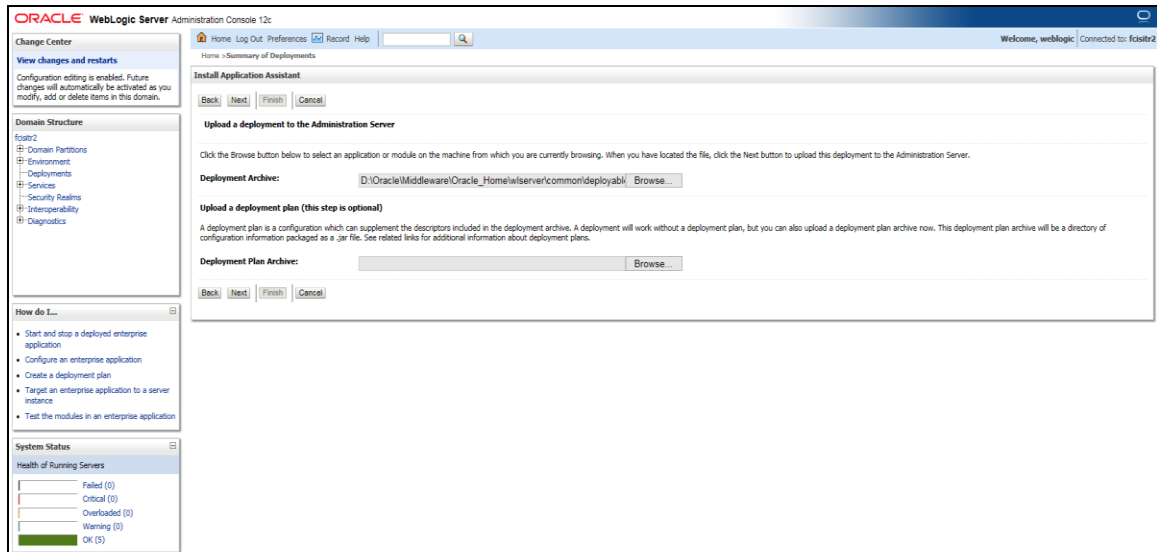 ORACLE WebLogic Server Administration Console 12c
Change Center
View changes and restarts
Configuration editing is enabled. Future
changes will automatically be activated as you
modify, add or delete items in this domain.
Domain Structure
fcisitr2
Domain Partitions
Environment
Deployments
Services
Security Realms
Interoperability
Diagnostics
How do I...
Start and stop a deployed enterprise
application
Configure an enterprise application
Create a deployment plan
Target an enterprise application to a server
instance
Test the modules in an enterprise application
System Status
Health of Running Servers
Failed (0)
Critical (0)
Overloaded (0)
Warning (0)
OK (5)
Home Log Out Preferences Record Help
Welcome, weblogic Connected to: fcisitr2
Home >Summary of Deployments
Install Application Assistant
Back Next Finish Cancel
Upload a deployment to the Administration Server
Click the Browse button below to select an application or module on the machine from which you are currently browsing. When you have located the file, click the Next button to upload this deployment to the Administration Server.
Deployment Archive: D:\Oracle\Middleware\Oracle_Home\wlserver\common\deployabl Browse...
Upload a deployment plan (this step is optional)
A deployment plan is a configuration which can supplement the descriptors included in the deployment archive. A deployment will work without a deployment plan, but you can also upload a deployment plan archive now. This deployment plan archive will be a directory of
configuration information packaged as a .jar file. See related links for additional information about deployment plans.
Deployment Plan Archive: Browse...
Back Next Finish Cancel